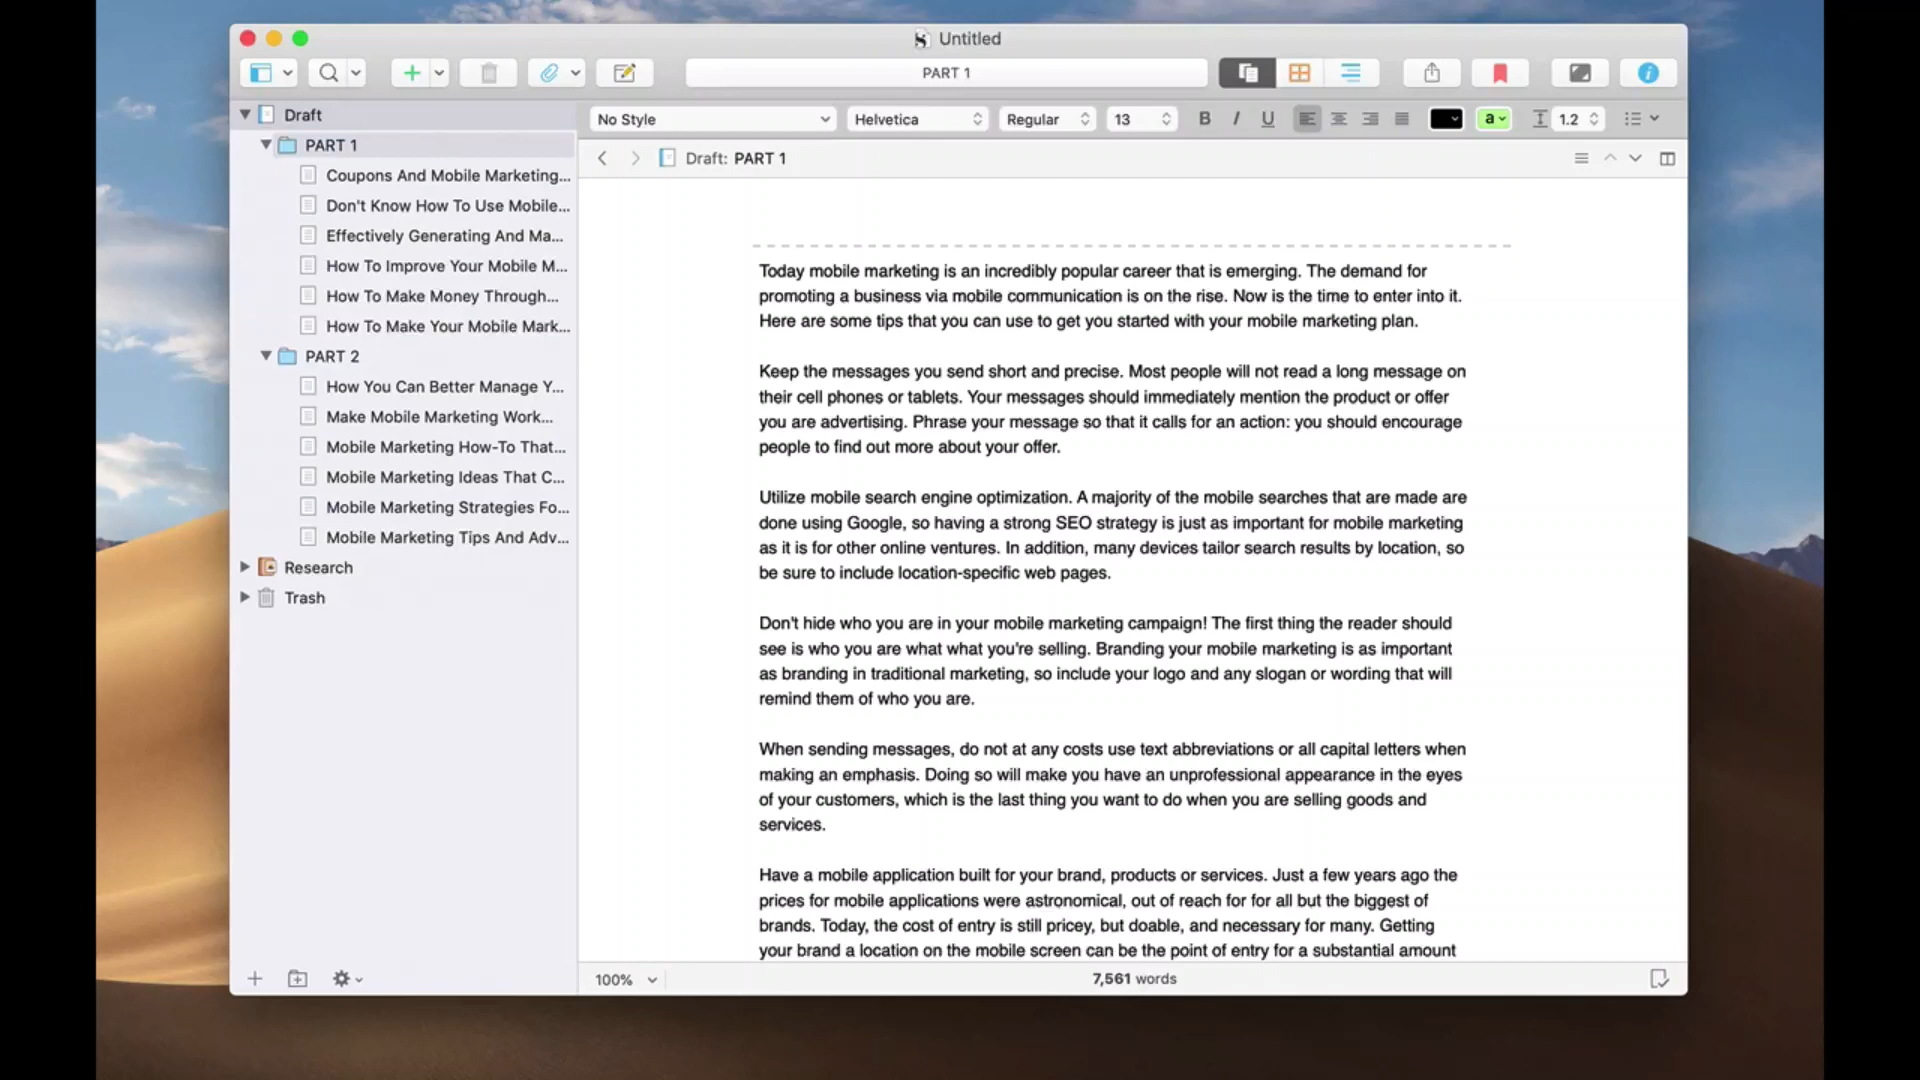 Untitled
PART 1
No Style
Helvetica
Regular
13
B
I
U
a
1.2
Draft
PART 1
Coupons And Mobile Marketing...
Don't Know How To Use Mobile...
Effectively Generating And Ma...
How To Improve Your Mobile M...
How To Make Money Through...
How To Make Your Mobile Mark...
PART 2
How You Can Better Manage Y...
Make Mobile Marketing Work...
Mobile Marketing How-To That...
Mobile Marketing Ideas That C...
Mobile Marketing Strategies Fo...
Mobile Marketing Tips And Adv...
Research
Trash
Draft: PART 1
Today mobile marketing is an incredibly popular career that is emerging. The demand for
promoting a business via mobile communication is on the rise. Now is the time to enter into it.
Here are some tips that you can use to get you started with your mobile marketing plan.
Keep the messages you send short and precise. Most people will not read a long message on
their cell phones or tablets. Your messages should immediately mention the product or offer
you are advertising. Phrase your message so that it calls for an action: you should encourage
people to find out more about your offer.
Utilize mobile search engine optimization. A majority of the mobile searches that are made are
done using Google, so having a strong SEO strategy is just as important for mobile marketing
as it is for other online ventures. In addition, many devices tailor search results by location, so
be sure to include location-specific web pages.
Don't hide who you are in your mobile marketing campaign! The first thing the reader should
see is who you are what what you're selling. Branding your mobile marketing is as important
as branding in traditional marketing, so include your logo and any slogan or wording that will
remind them of who you are.
When sending messages, do not at any costs use text abbreviations or all capital letters when
making an emphasis. Doing so will make you have an unprofessional appearance in the eyes
of your customers, which is the last thing you want to do when you are selling goods and
services.
Have a mobile application built for your brand, products or services. Just a few years ago the
prices for mobile applications were astronomical, out of reach for for all but the biggest of
brands. Today, the cost of entry is still pricey, but doable, and necessary for many. Getting
your brand a location on the mobile screen can be the point of entry for a substantial amount
100%
7,561 words